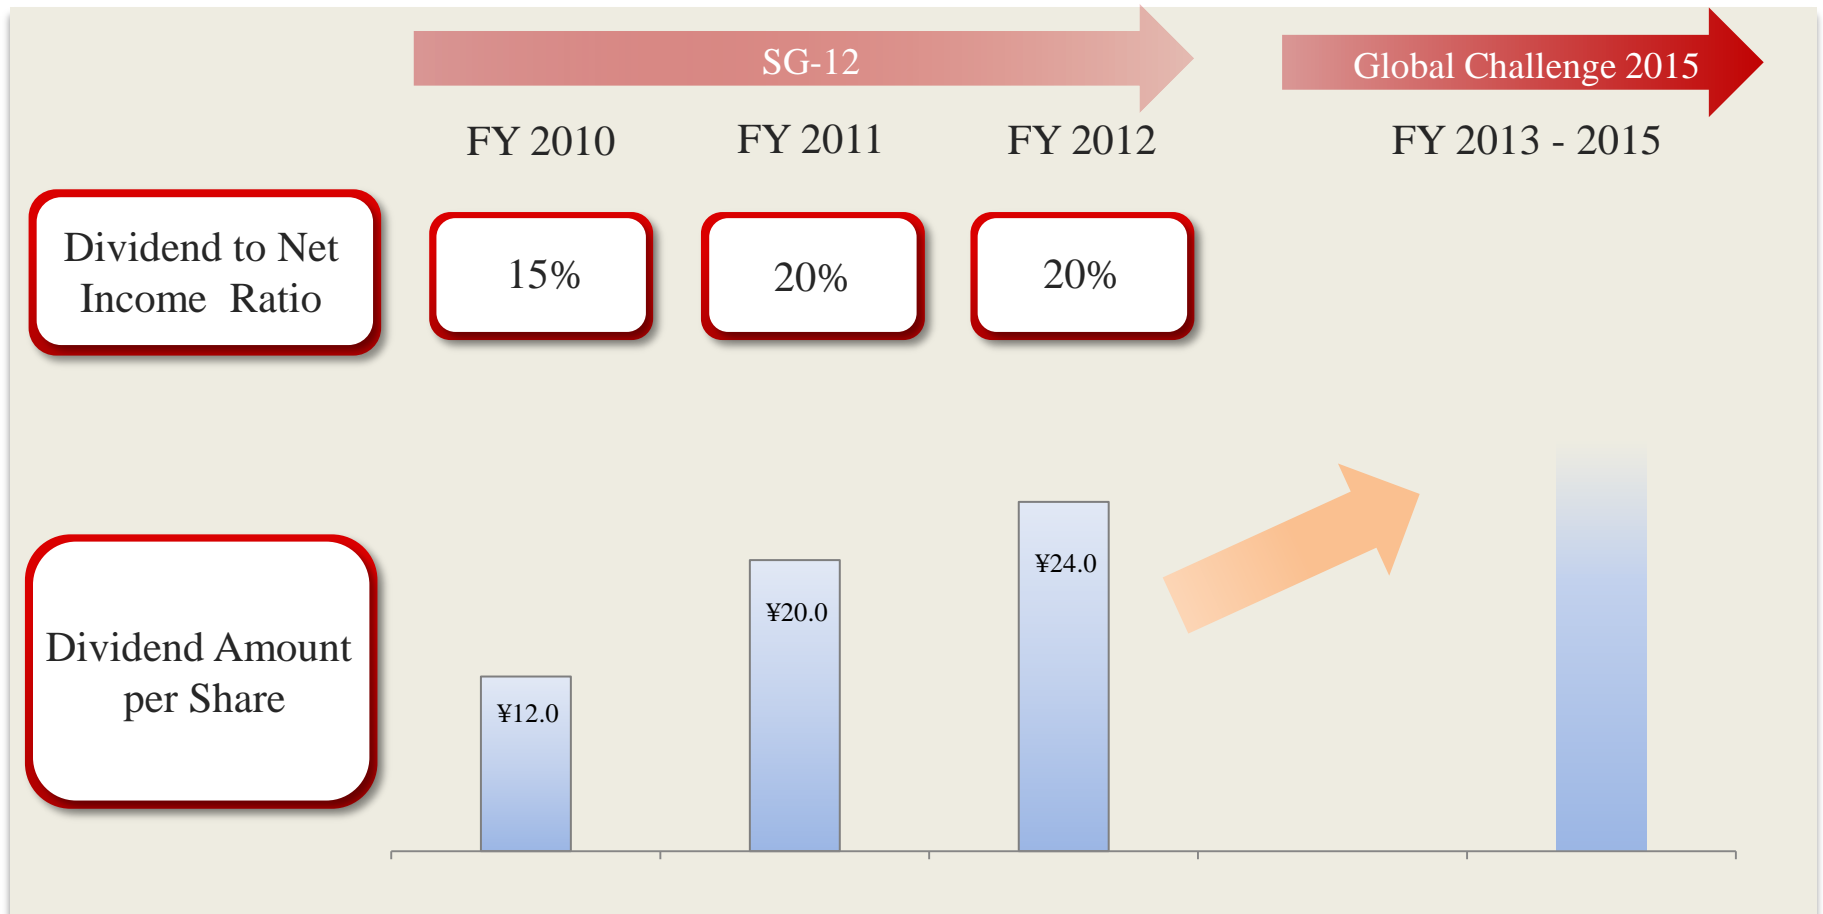 SG-12
Global Challenge 2015
FY 2010
FY 2011
FY 2012
FY 2013 - 2015
Dividend to Net
Income Ratio
15%
20%
20%
Dividend Amount
per Share
¥12.0
¥20.0
¥24.0